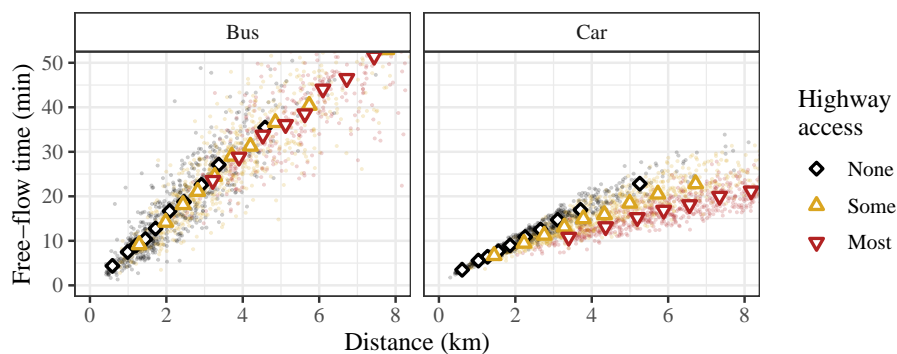 Bus
Car
Free−flow time (min)
50
40
30
20
10
0
0
2
4
6
8
0
2
4
6
8
Distance (km)
Highway
access
None
Some
Most